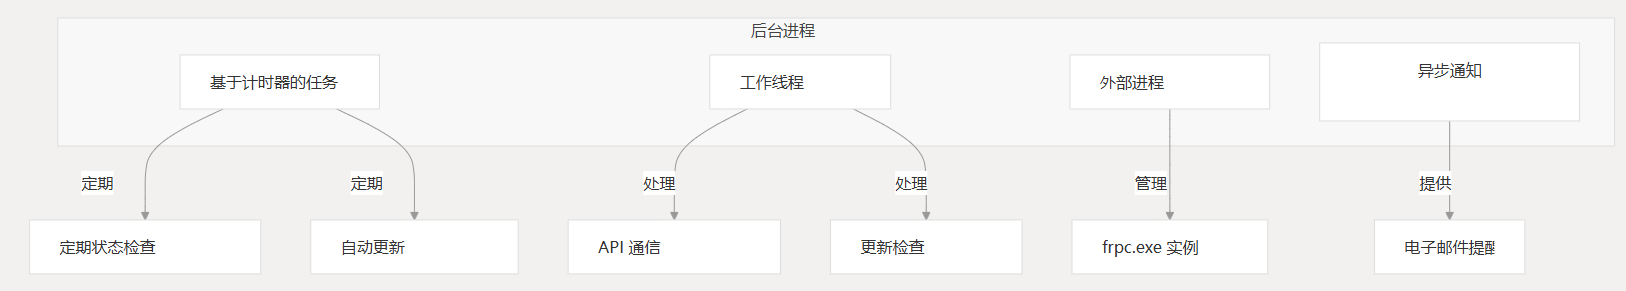 后台进程
基于计时器的任务
工作线程
外部进程
异步通知
定期
定期
处理
处理
管理
提供
定期状态检查
自动更新
API 通信
更新检查
frpc.exe 实例
电子邮件提醒